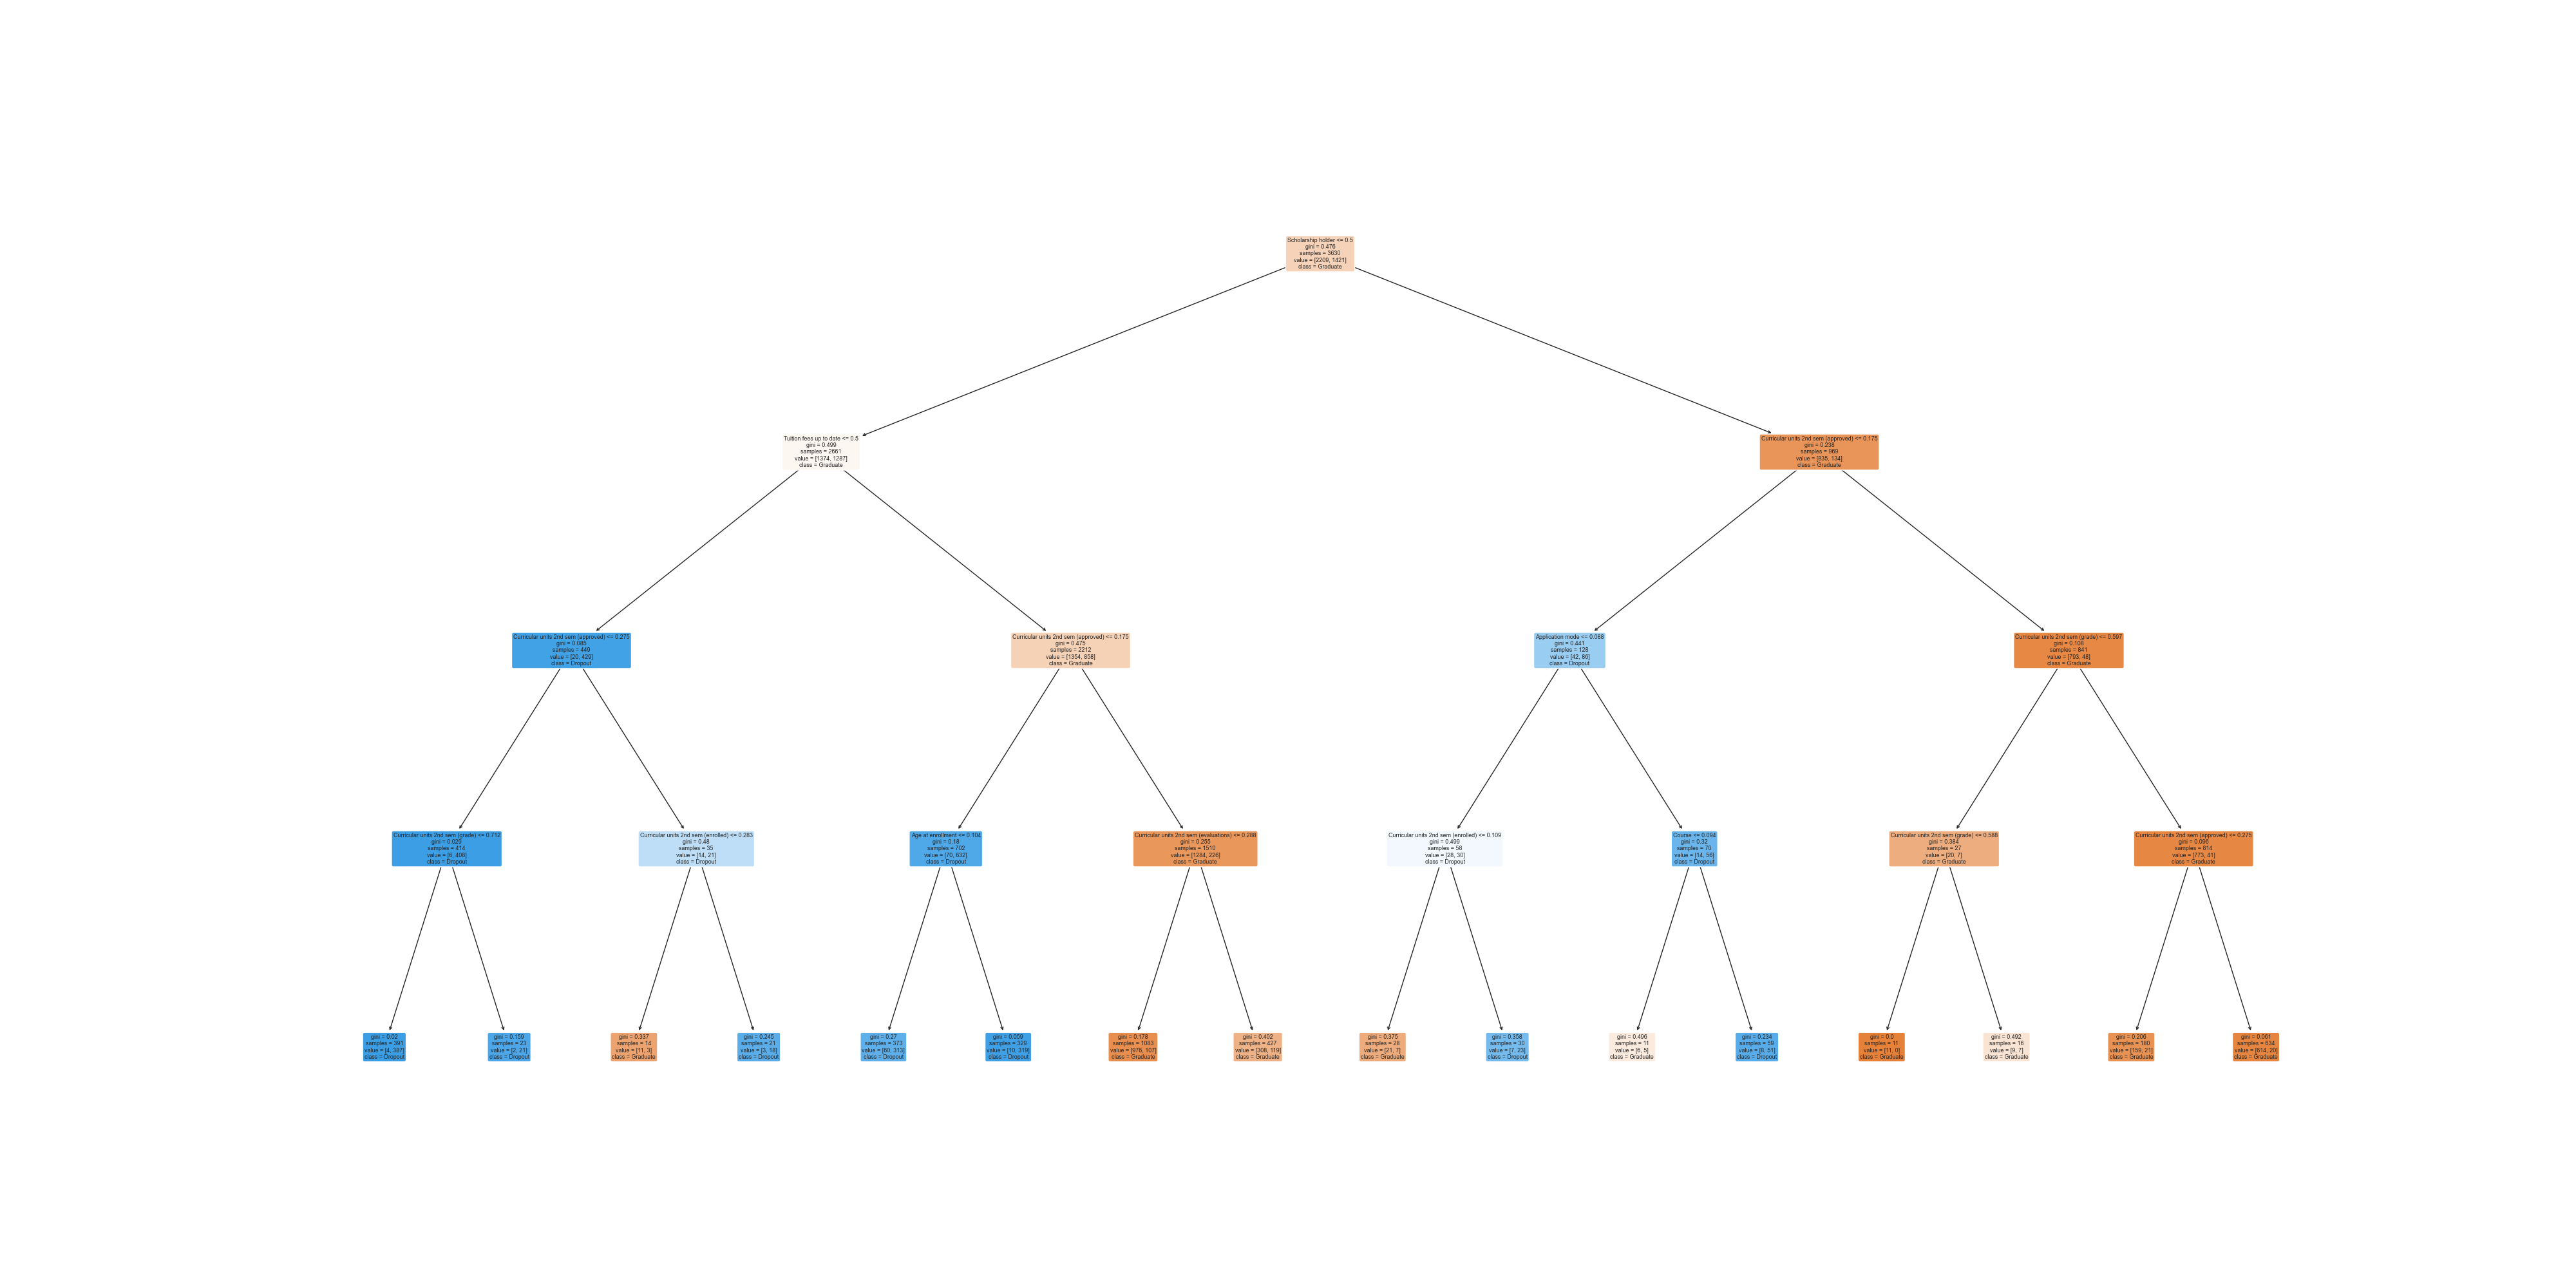 Scholarship holder <= 0.5
gini = 0.476
samples = 3630
value = [2209, 1421]
class = Graduate
Tuition fees up to date <= 0.5
gini = 0.499
samples = 2661
value = [1374, 1287]
class = Graduate
Curricular units 2nd sem (approved) <= 0.175
gini = 0.238
samples = 969
value = [835, 134]
class = Graduate
Curricular units 2nd sem (approved) <= 0.275
gini = 0.085
samples = 449
value = [20, 429]
class = Dropout
Curricular units 2nd sem (approved) <= 0.175
gini = 0.475
samples = 2212
value = [1354, 858]
class = Graduate
Application mode <= 0.088
gini = 0.441
samples = 128
value = [42, 86]
class = Dropout
Curricular units 2nd sem (grade) <= 0.597
gini = 0.108
samples = 841
value = [793, 48]
class = Graduate
Curricular units 2nd sem (grade) <= 0.712
gini = 0.029
samples = 414
value = [6, 408]
class = Dropout
Curricular units 2nd sem (enrolled) <= 0.283
gini = 0.48
samples = 35
value = [14, 21]
class = Dropout
Age at enrollment <= 0.104
gini = 0.18
samples = 702
value = [70, 632]
class = Dropout
Curricular units 2nd sem (evaluations) <= 0.288
gini = 0.255
samples = 1510
value = [1284, 226]
class = Graduate
Curricular units 2nd sem (enrolled) <= 0.109
gini = 0.499
samples = 58
value = [28, 30]
class = Dropout
Course <= 0.094
gini = 0.32
samples = 70
value = [14, 56]
class = Dropout
Curricular units 2nd sem (grade) <= 0.588
gini = 0.384
samples = 27
value = [20, 7]
class = Graduate
Curricular units 2nd sem (approved) <= 0.275
gini = 0.096
samples = 814
value = [773, 41]
class = Graduate
gini = 0.02
samples = 391
value = [4, 387]
class = Dropout
gini = 0.159
samples = 23
value = [2, 21]
class = Dropout
gini = 0.337
samples = 14
value = [11, 3]
class = Graduate
gini = 0.245
samples = 21
value = [3, 18]
class = Dropout
gini = 0.27
samples = 373
value = [60, 313]
class = Dropout
gini = 0.059
samples = 329
value = [10, 319]
class = Dropout
gini = 0.178
samples = 1083
value = [976, 107]
class = Graduate
gini = 0.402
samples = 427
value = [308, 119]
class = Graduate
gini = 0.375
samples = 28
value = [21, 7]
class = Graduate
gini = 0.358
samples = 30
value = [7, 23]
class = Dropout
gini = 0.496
samples = 11
value = [6, 5]
class = Graduate
gini = 0.234
samples = 59
value = [8, 51]
class = Dropout
gini = 0.0
samples = 11
value = [11, 0]
class = Graduate
gini = 0.492
samples = 16
value = [9, 7]
class = Graduate
gini = 0.206
samples = 180
value = [159, 21]
class = Graduate
gini = 0.061
samples = 634
value = [614, 20]
class = Graduate